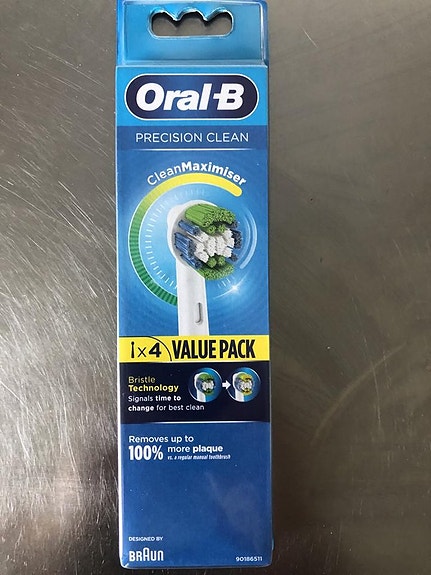 Oral-B
PRECISION CLEAN
CleanMaximiser
1x4 VALUE PACK
Bristle
Technology
Signals time to
change for best clean
Removes up to
100% more plaque
vs. a regular manual toothbrush
DESIGNED BY
BRAUN
90186511